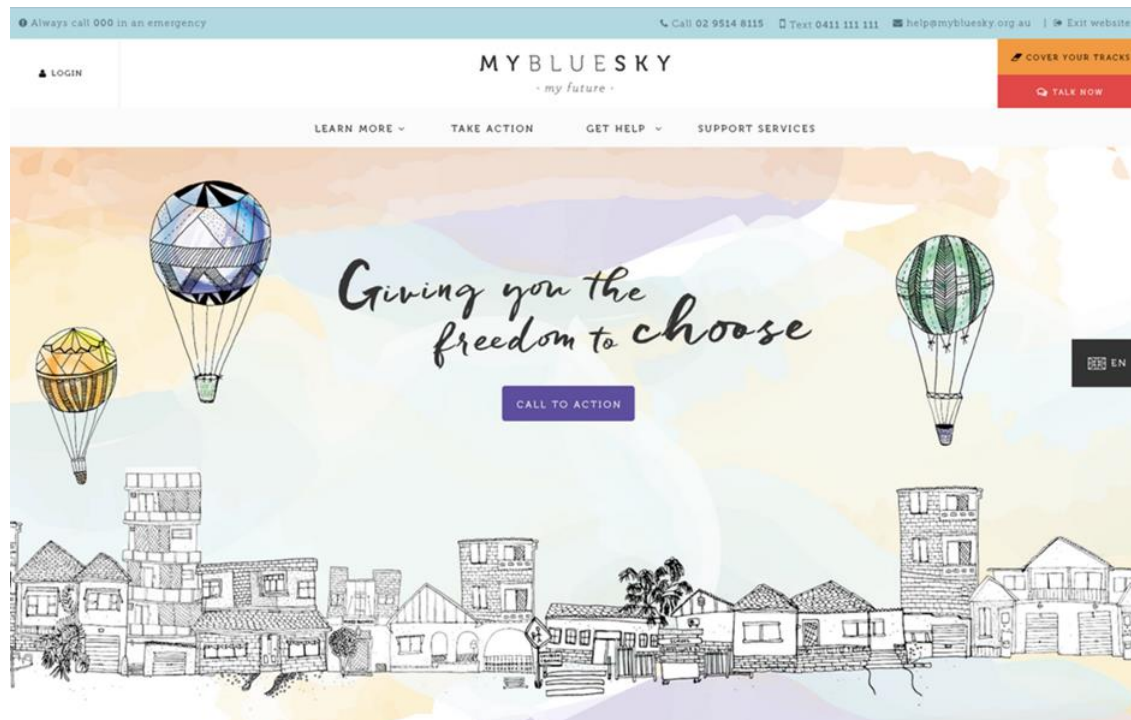 Always call 000 in an emergency
Call 02 9514 8115 Text 0411 111 111 help@mybluesky.org.au | Exit website
LOGIN
MYBLUESKY
· my future ·
COVER YOUR TRACKS
TALK NOW
LEARN MORE TAKE ACTION GET HELP SUPPORT SERVICES
Giving you the
freedom to choose
CALL TO ACTION
EN